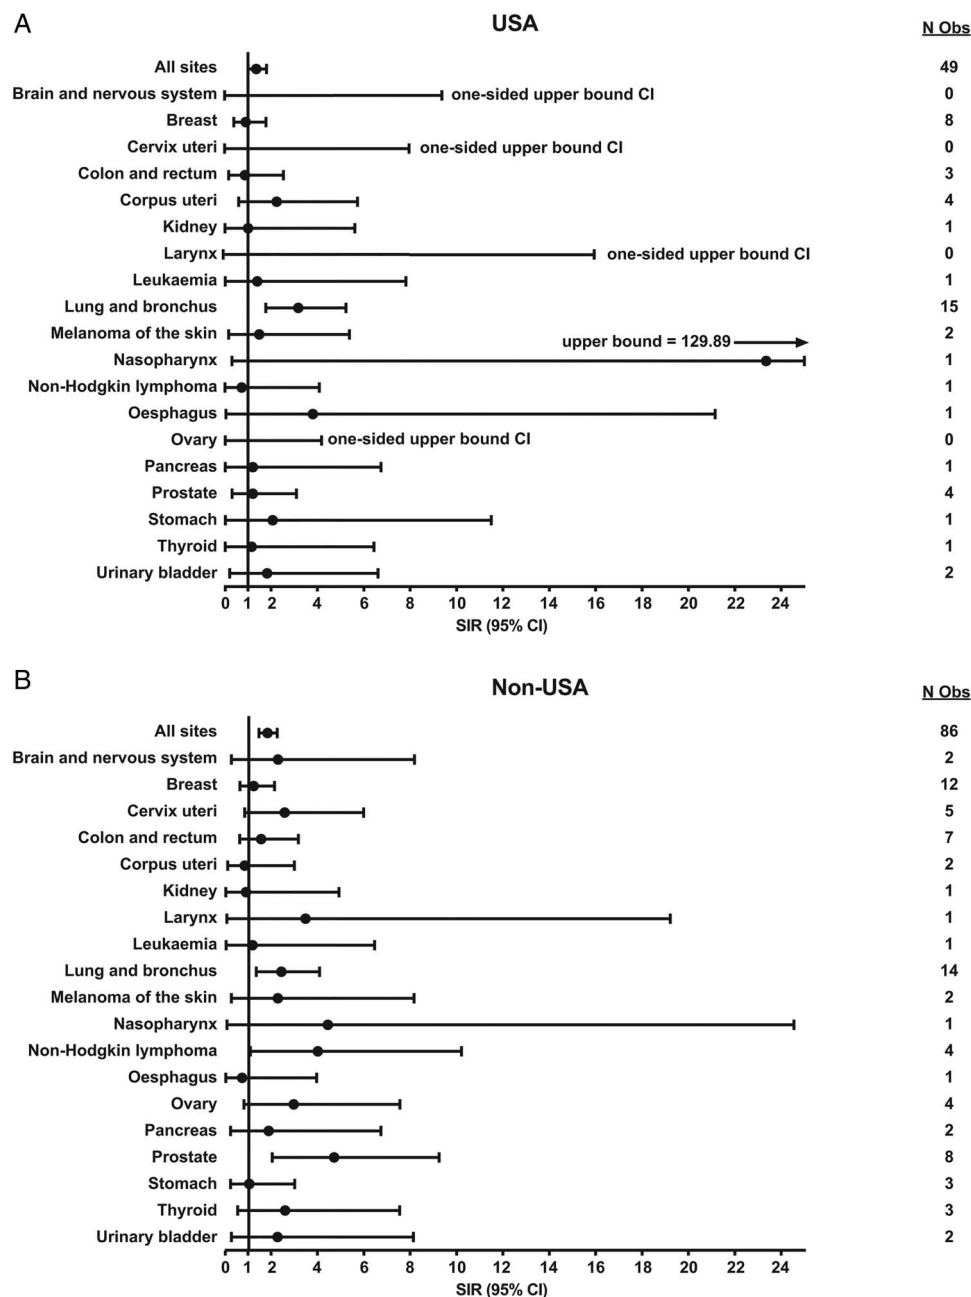 A
USA
N Obs
All sites 49
Brain and nervous system one-sided upper bound CI 0
Breast 8
Cervix uteri one-sided upper bound CI 0
Colon and rectum 3
Corpus uteri 4
Kidney 1
Larynx one-sided upper bound CI 0
Leukaemia 1
Lung and bronchus 15
Melanoma of the skin 2
upper bound = 129.89
Nasopharynx 1
Non-Hodgkin lymphoma 1
Oesphagus 1
Ovary one-sided upper bound CI 0
Pancreas 1
Prostate 4
Stomach 1
Thyroid 1
Urinary bladder 2
0 1 2 4 6 8 10 12 14 16 18 20 22 24
SIR (95% CI)
B
Non-USA
N Obs
All sites 86
Brain and nervous system 2
Breast 12
Cervix uteri 5
Colon and rectum 7
Corpus uteri 2
Kidney 1
Larynx 1
Leukaemia 1
Lung and bronchus 14
Melanoma of the skin 2
Nasopharynx 1
Non-Hodgkin lymphoma 4
Oesphagus 1
Ovary 4
Pancreas 2
Prostate 8
Stomach 3
Thyroid 3
Urinary bladder 2
0 1 2 4 6 8 10 12 14 16 18 20 22 24
SIR (95% CI)